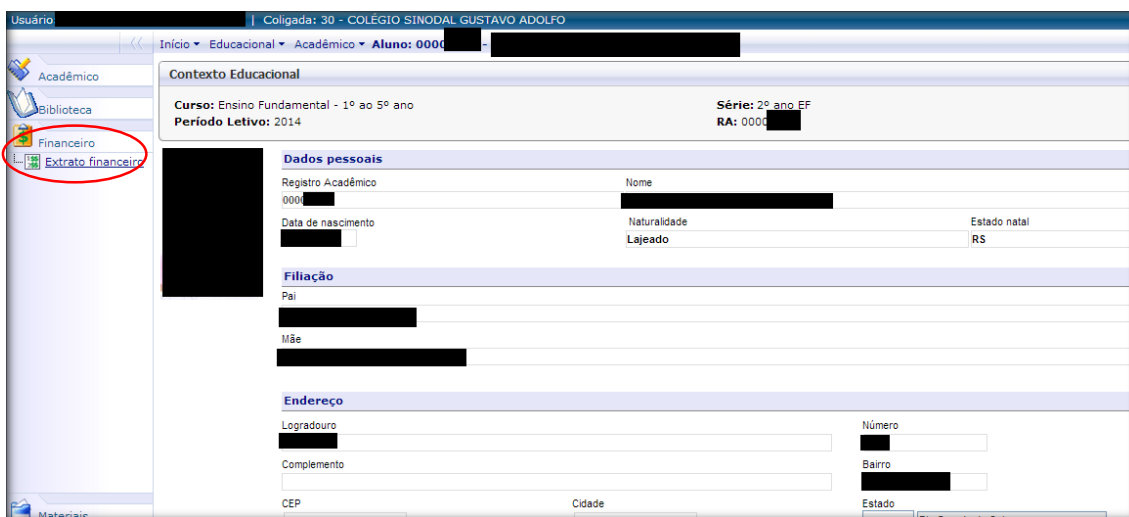 Usuário | Coligada: 30 - COLÉGIO SINODAL GUSTAVO ADOLFO
Início Educacional Acadêmico Aluno: 0000 -
Acadêmico
Biblioteca
Financeiro
Extrato financeiro
Materiais
Contexto Educacional
Curso: Ensino Fundamental - 1º ao 5º ano Série: 2º ano EF
Período Letivo: 2014 RA: 0000
Dados pessoais
Registro Acadêmico Nome
0000
Data de nascimento Naturalidade Estado natal
Lajeado RS
Filiação
Pai
Mãe
Endereço
Logradouro Número
Complemento Bairro
CEP Cidade Estado